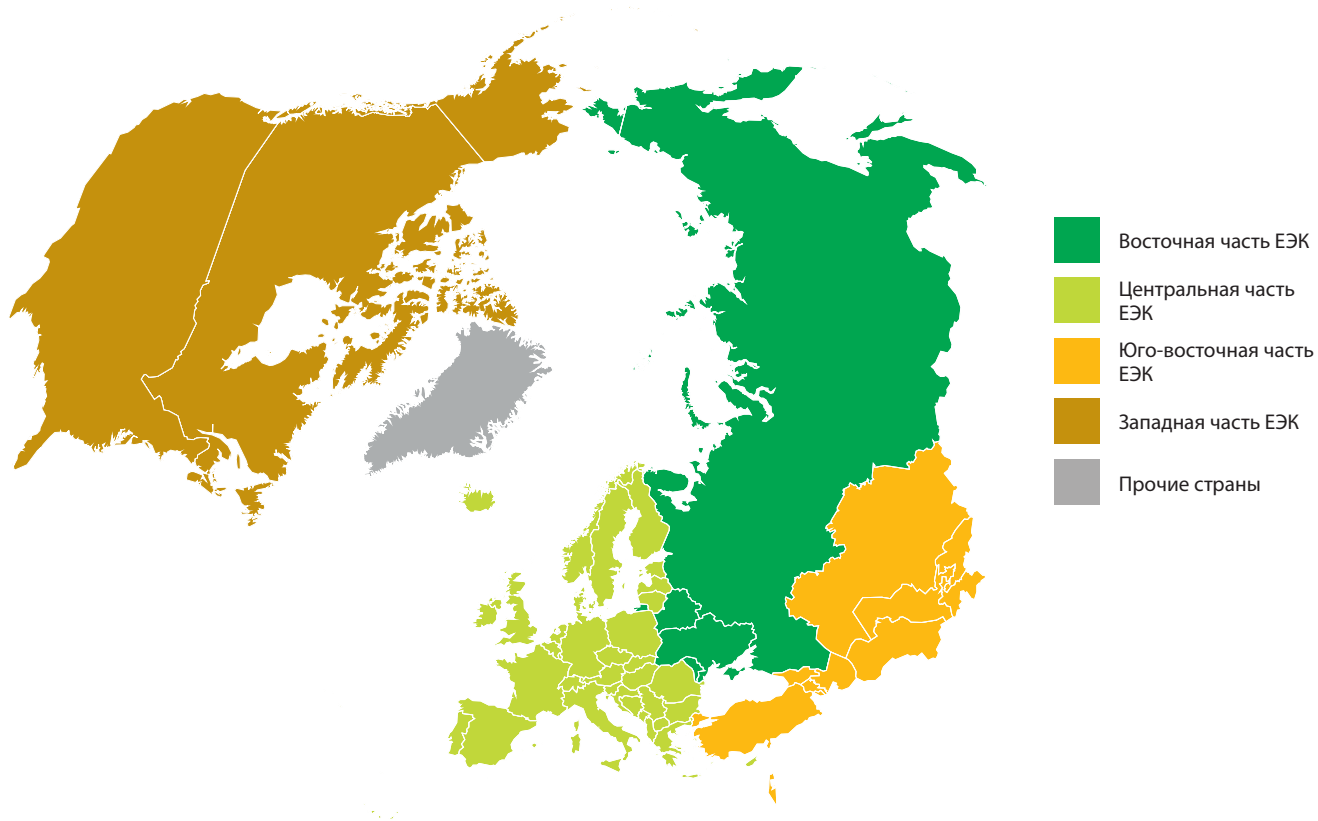 Восточная часть ЕЭК
Центральная часть
ЕЭК
Юго-восточная часть
ЕЭК
Западная часть ЕЭК
Прочие страны